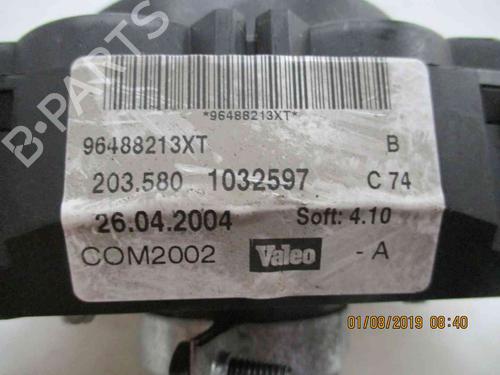 B-PARTS
*96488213XT*
96488213XT B
203.580 1032597 C 74
26.04.2004 Soft: 4.10
COM2002 Valeo - A
01/08/2019 08:40